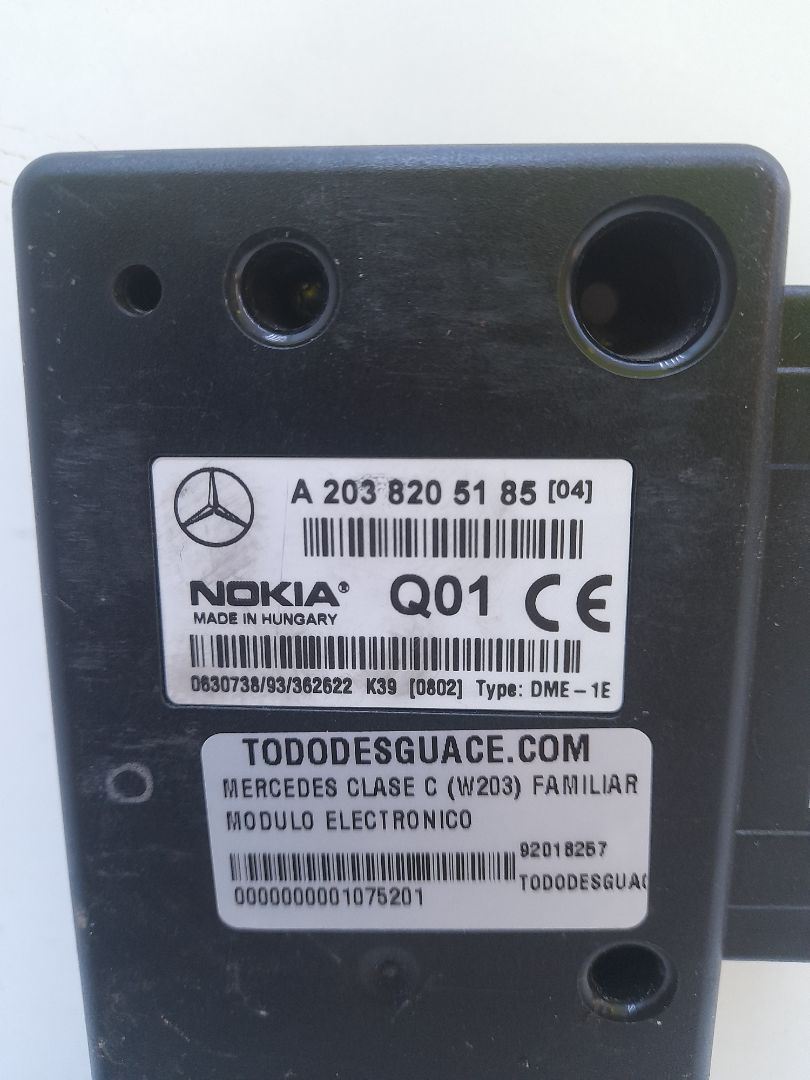 A 203 820 51 85 [04]
NOKIA® Q01 CE
MADE IN HUNGARY
0630738/93/362622 K39 [0802] Type: DME-1E
TODODESGUACE.COM
MERCEDES CLASE C (W203) FAMILIAR
MODULO ELECTRONICO
92018257
0000000001075201
TODODESGUAC